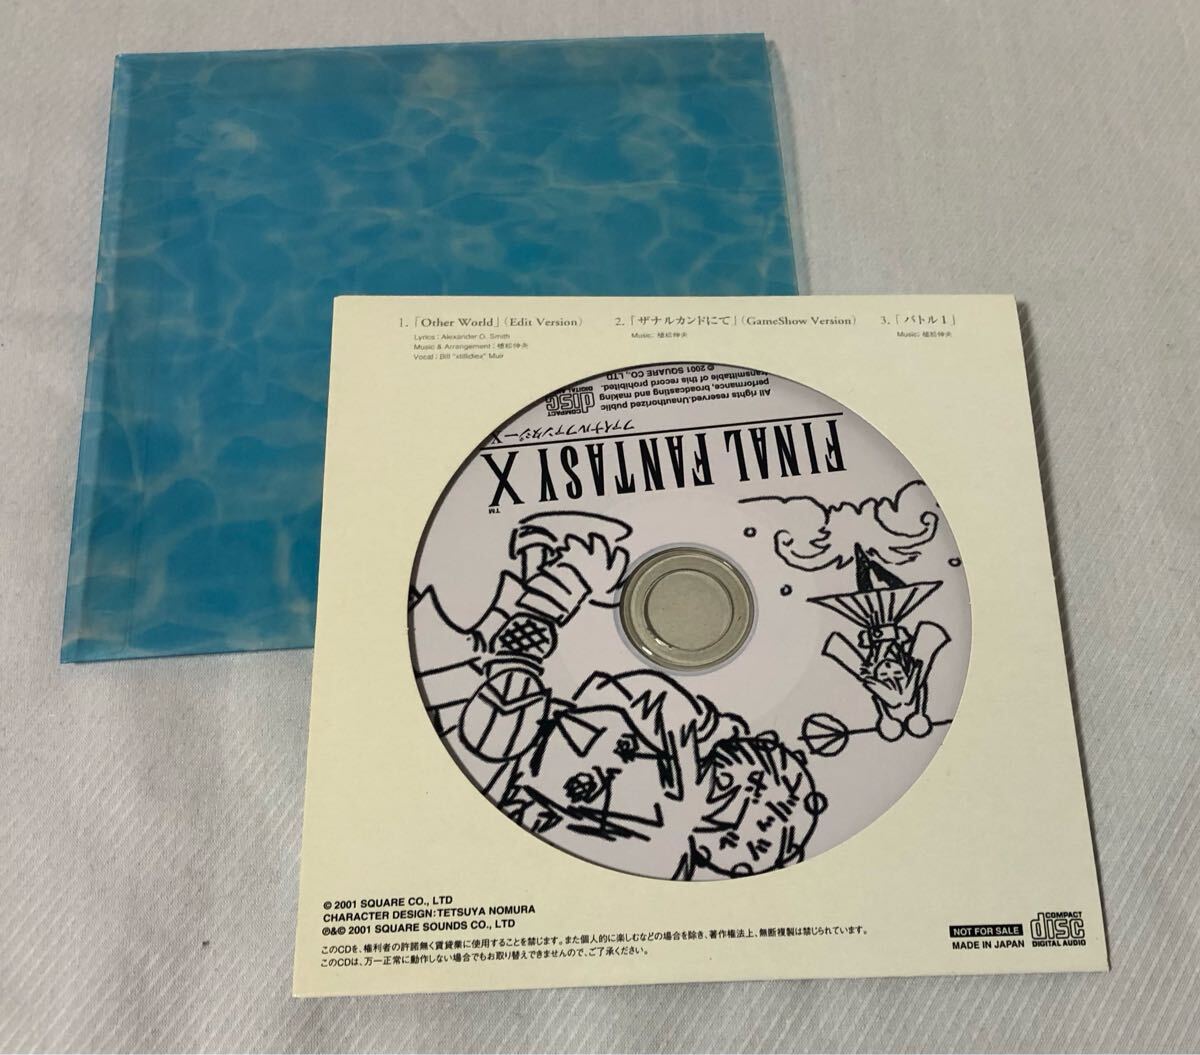 1.「Other World」(Edit Version)
Lyrics : Alexander O. Smith
Music & Arrangement : 植松伸夫
Vocal : Bill "xtillidiex" Muir
2.「ザナルカンドにて」(GameShow Version)
Music : 植松伸夫
3.「バトル1」
Music : 植松伸夫
FINAL FANTASY X™
ファイナルファンタジーX
All rights reserved.Unauthorized public
performance, broadcasting and making
transmittable of this record prohibited.
© 2001 SQUARE CO., LTD
COMPACT
disc
DIGITAL AUDIO
© 2001 SQUARE CO., LTD
CHARACTER DESIGN:TETSUYA NOMURA
℗&© 2001 SQUARE SOUNDS CO., LTD
このCDを、権利者の許諾無く賃貸業に使用することを禁じます。また個人的に楽しむなどの場合を除き、著作権法上、無断複製は禁じられています。
このCDは、万一正常に動作しない場合でもお取り替えできませんので、ご了承ください。
NOT FOR SALE
MADE IN JAPAN
COMPACT
disc
DIGITAL AUDIO